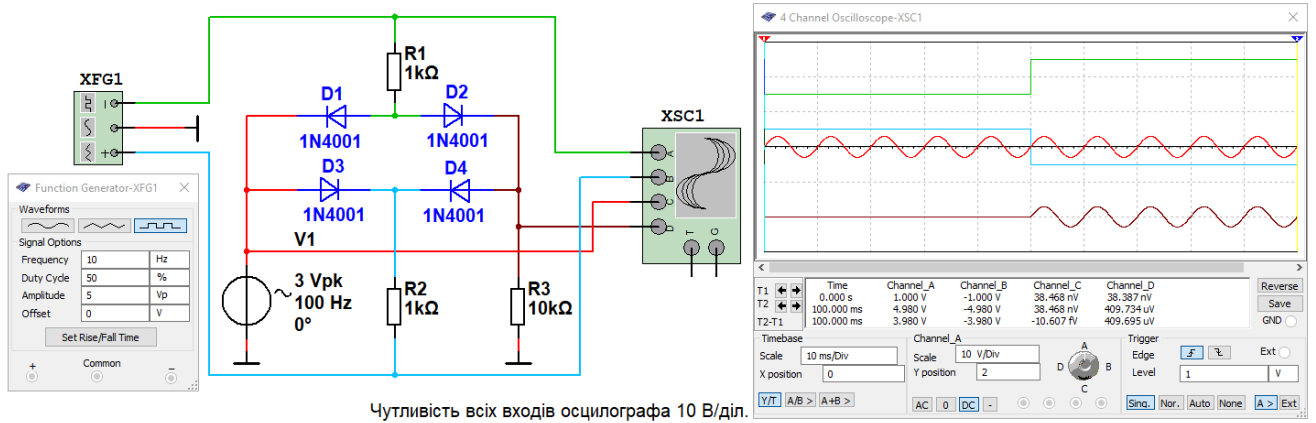 XFG1
Function Generator-XFG1
Waveforms
Signal Options
Frequency 10 Hz
Duty Cycle 50 %
Amplitude 5 Vp
Offset 0 V
Set Rise/Fall Time
+ Common -
R1
1kΩ
D1
1N4001
D2
1N4001
D3
1N4001
D4
1N4001
V1
3 Vpk
100 Hz
0°
R2
1kΩ
R3
10kΩ
XSC1
A
B
C
D
T G
Чутливість всіх входів осцилографа 10 В/діл.
4 Channel Oscilloscope-XSC1
Time Channel_A Channel_B Channel_C Channel_D
T1 0.000 s 1.000 V -1.000 V 38.468 nV 38.387 nV
T2 100.000 ms 4.980 V -4.980 V 38.468 nV 409.734 uV
T2-T1 100.000 ms 3.980 V -3.980 V -10.607 fV 409.695 uV
Reverse
Save
GND
Timebase
Scale 10 ms/Div
X position 0
Y/T A/B > A+B >
Channel_A
Scale 10 V/Div
Y position 2
AC 0 DC -
A
B
C
D
Trigger
Edge Ext
Level 1 V
Sing. Nor. Auto None A > Ext